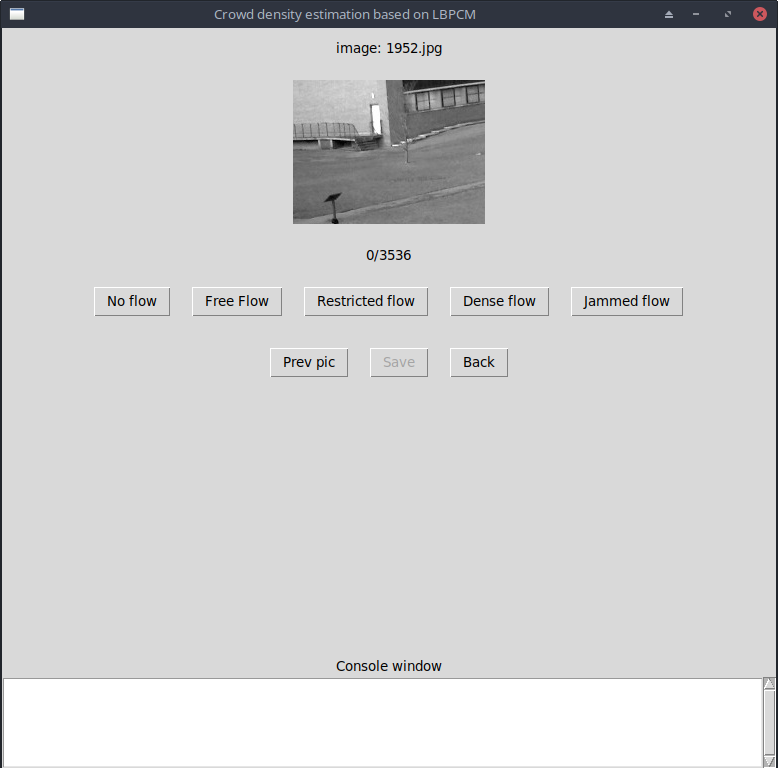 Crowd density estimation based on LBPCM
image: 1952.jpg
0/3536
No flow Free Flow Restricted flow Dense flow Jammed flow
Prev pic Save Back
Console window